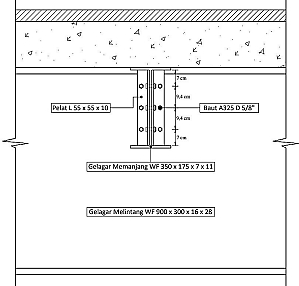 7 cm
9,4 cm
Pelat L 55 x 55 x 10
Baut A325 D 5/8"
9,4 cm
7 cm
Gelagar Memanjang WF 350 x 175 x 7 x 11
Gelagar Melintang WF 900 x 300 x 16 x 28